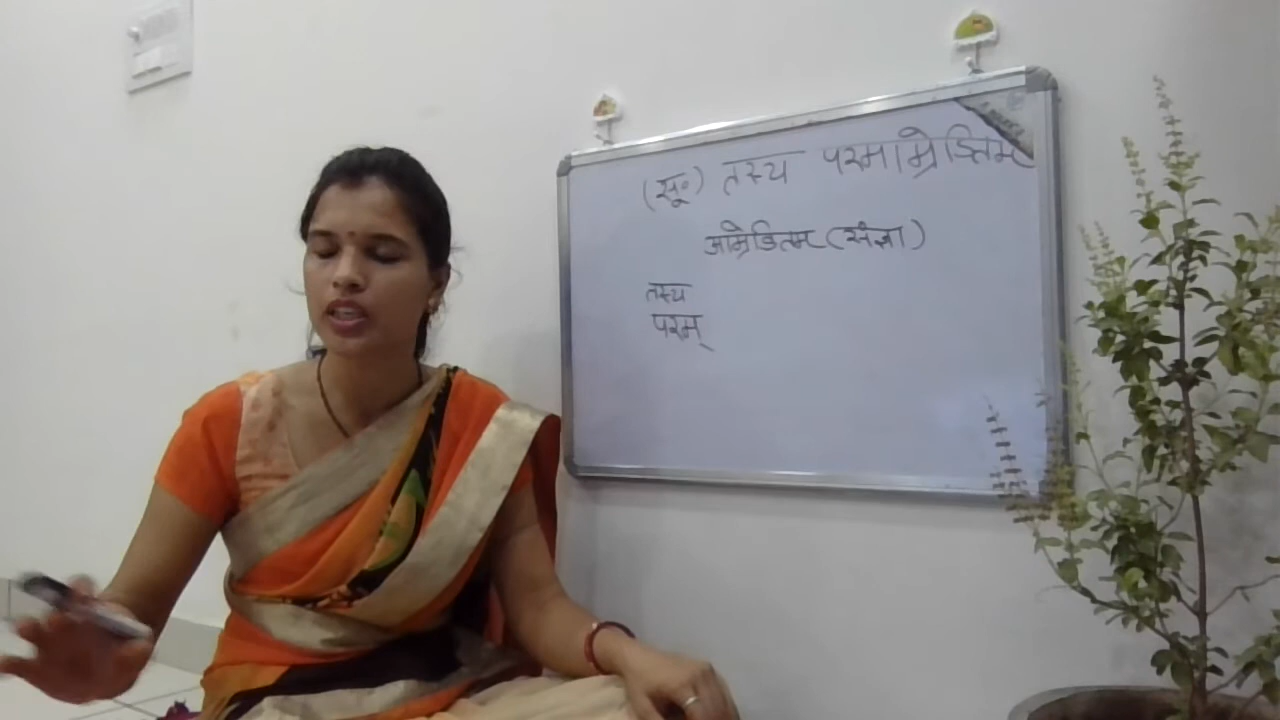 (सू०) तस्य परमाम्रेडितम्
आम्रेडितम् (संज्ञा)
तस्य
परम्